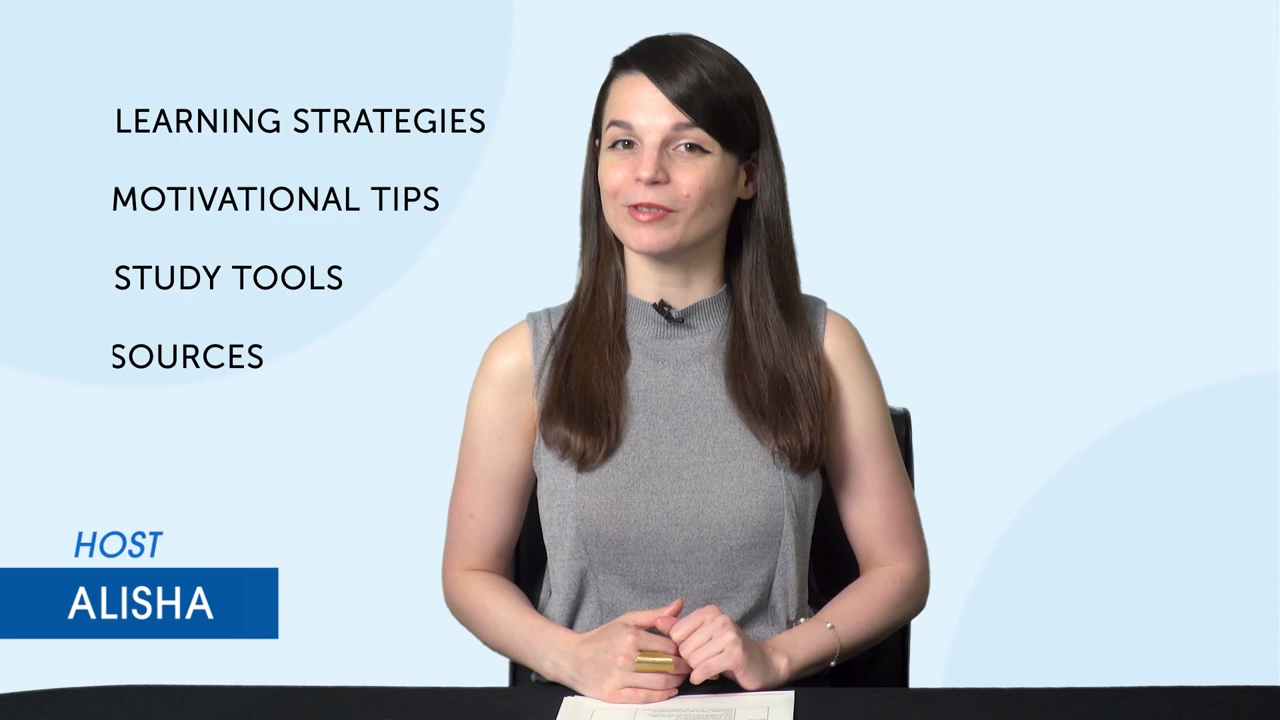 LEARNING STRATEGIES
MOTIVATIONAL TIPS
STUDY TOOLS
SOURCES
HOST
ALISHA